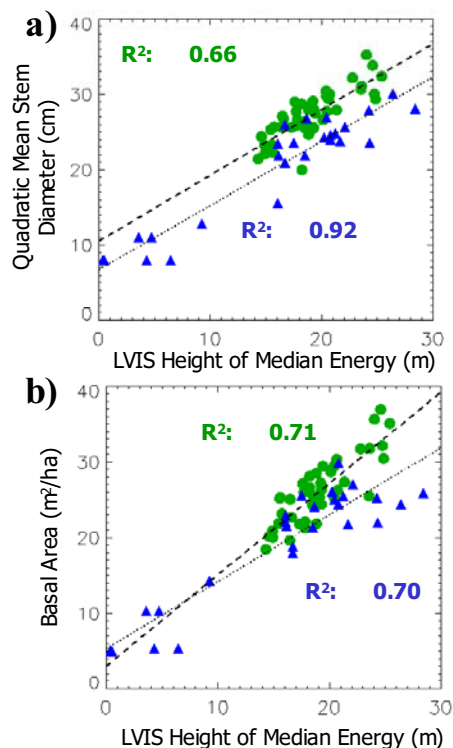 a)
R²: 0.66
R²: 0.92
40
30
20
10
0
Quadratic Mean Stem
Diameter (cm)
0 10 20 30
LVIS Height of Median Energy (m)
b)
R²: 0.71
R²: 0.70
40
30
20
10
0
Basal Area (m²/ha)
0 10 20 30
LVIS Height of Median Energy (m)